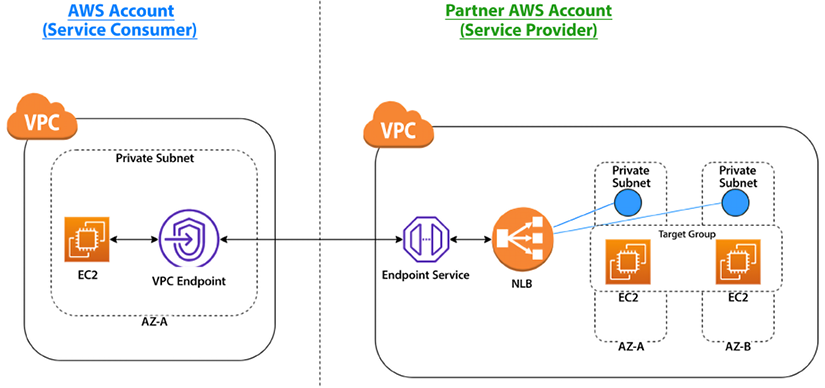 AWS Account
(Service Consumer)
Partner AWS Account
(Service Provider)
VPC
Private Subnet
EC2
VPC Endpoint
AZ-A
VPC
Endpoint Service
NLB
Private
Subnet
Private
Subnet
Target Group
EC2
EC2
AZ-A
AZ-B